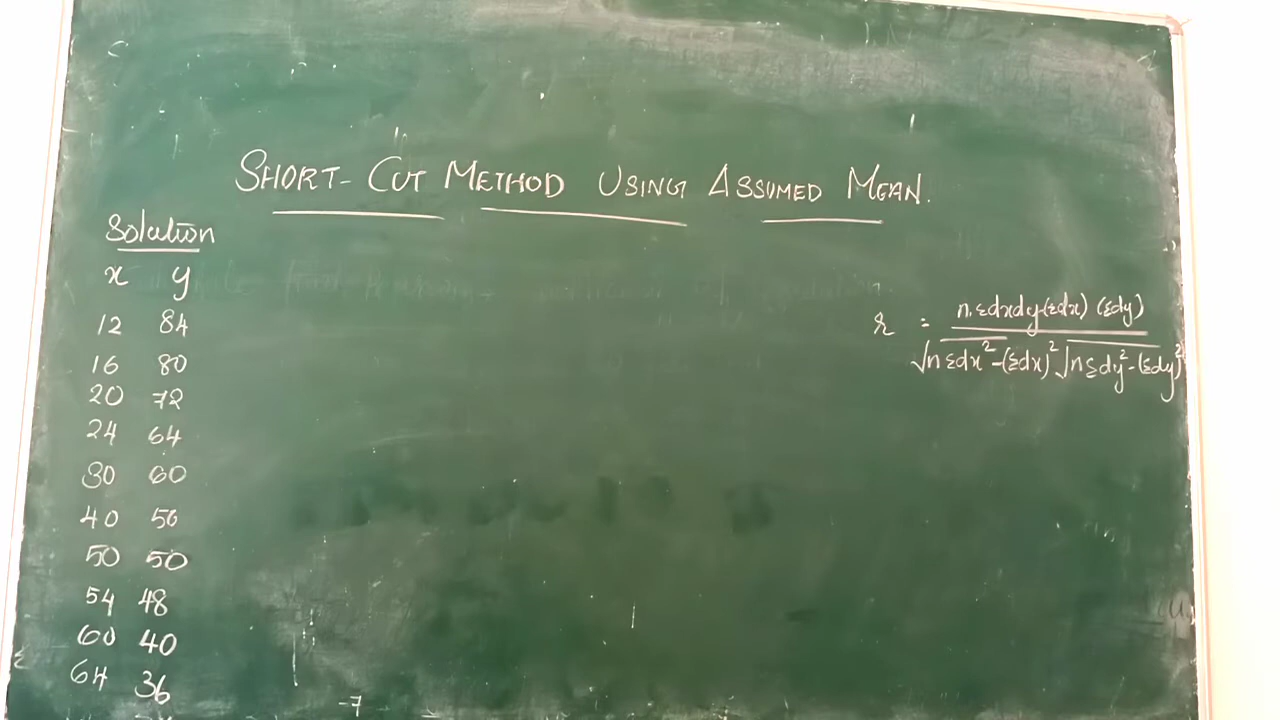 SHORT-CUT METHOD USING ASSUMED MEAN.
Solution
x y
12 84
16 80
20 72
24 64
30 60
40 56
50 50
54 48
60 40
64 36
r = n.Σdxdy-(Σdx) (Σdy)
√nΣdx²-(Σdx)² √nΣdy²-(Σdy)²
-7